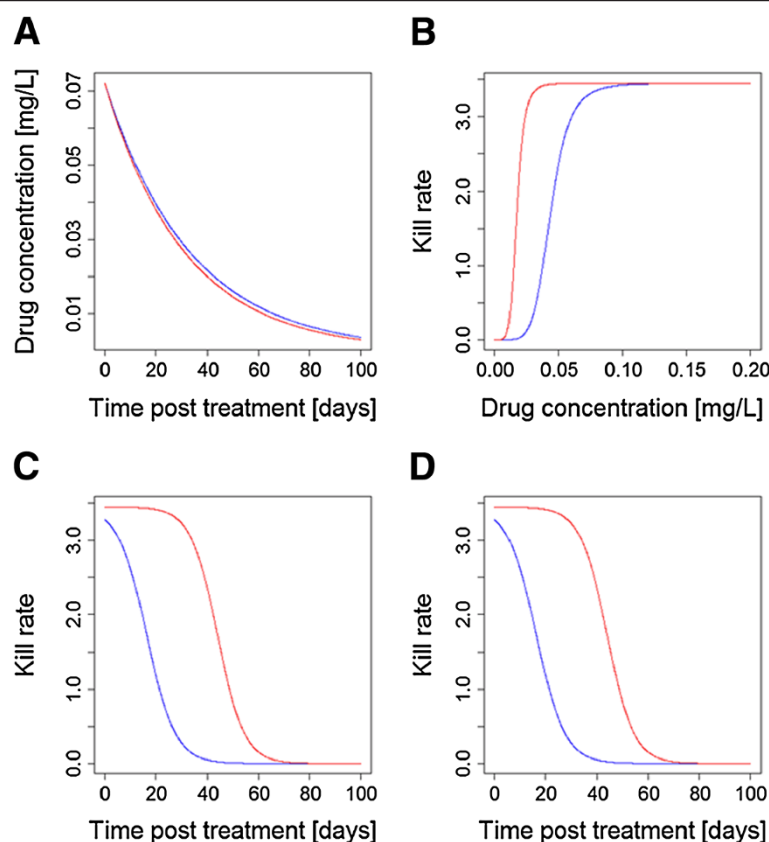 A
Drug concentration [mg/L]
0.07
0.05
0.03
0.01
0 20 40 60 80 100
Time post treatment [days]
B
Kill rate
3.0
2.0
1.0
0.0
0.00 0.05 0.10 0.15 0.20
Drug concentration [mg/L]
C
Kill rate
3.0
2.0
1.0
0.0
0 20 40 60 80 100
Time post treatment [days]
D
Kill rate
3.0
2.0
1.0
0.0
0 20 40 60 80 100
Time post treatment [days]